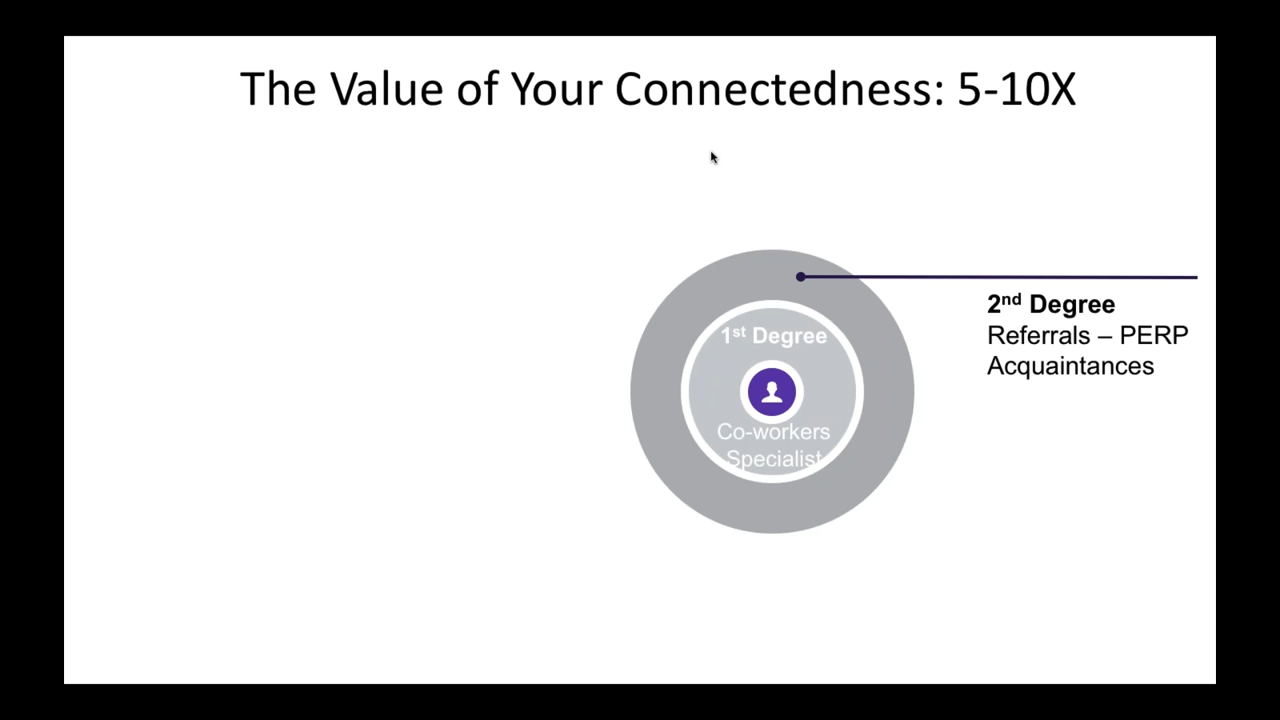 The Value of Your Connectedness: 5-10X
1st Degree
Co-workers
Specialist
2nd Degree
Referrals – PERP
Acquaintances